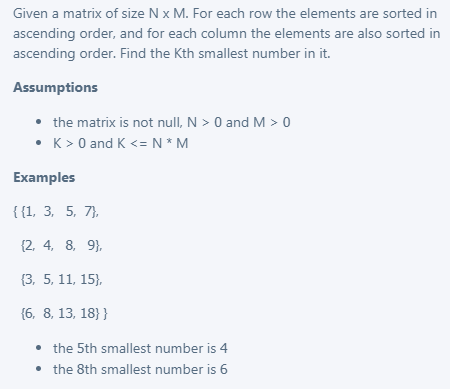 Given a matrix of size N x M. For each row the elements are sorted in
ascending order, and for each column the elements are also sorted in
ascending order. Find the Kth smallest number in it.
Assumptions
• the matrix is not null, N > 0 and M > 0
• K > 0 and K <= N * M
Examples
{ {1, 3, 5, 7},
{2, 4, 8, 9},
{3, 5, 11, 15},
{6, 8, 13, 18} }
• the 5th smallest number is 4
• the 8th smallest number is 6